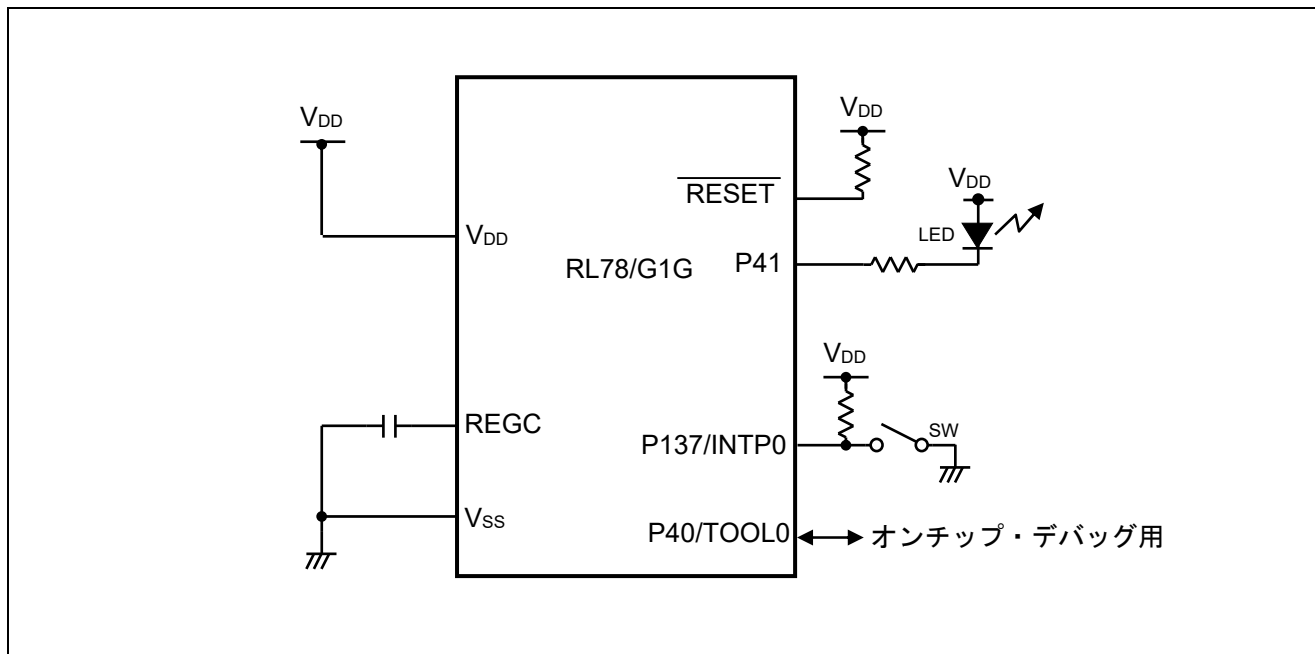 VDD
VDD
RESET
VDD
LED
VDD
RL78/G1G
P41
VDD
REGC
P137/INTP0
SW
VSS
P40/TOOL0
オンチップ・デバッグ用